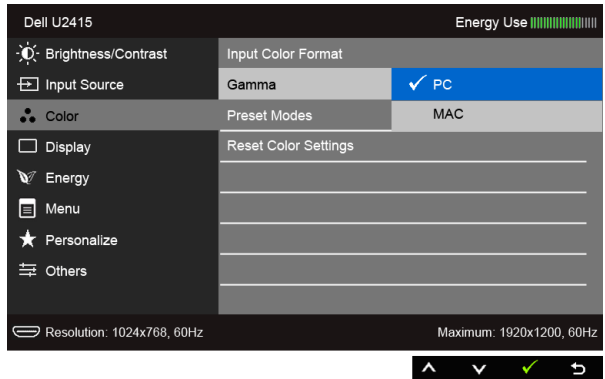 Dell U2415
Energy Use
Brightness/Contrast
Input Source
Color
Display
Energy
Menu
Personalize
Others
Input Color Format
Gamma
Preset Modes
Reset Color Settings
PC
MAC
Resolution: 1024x768, 60Hz
Maximum: 1920x1200, 60Hz